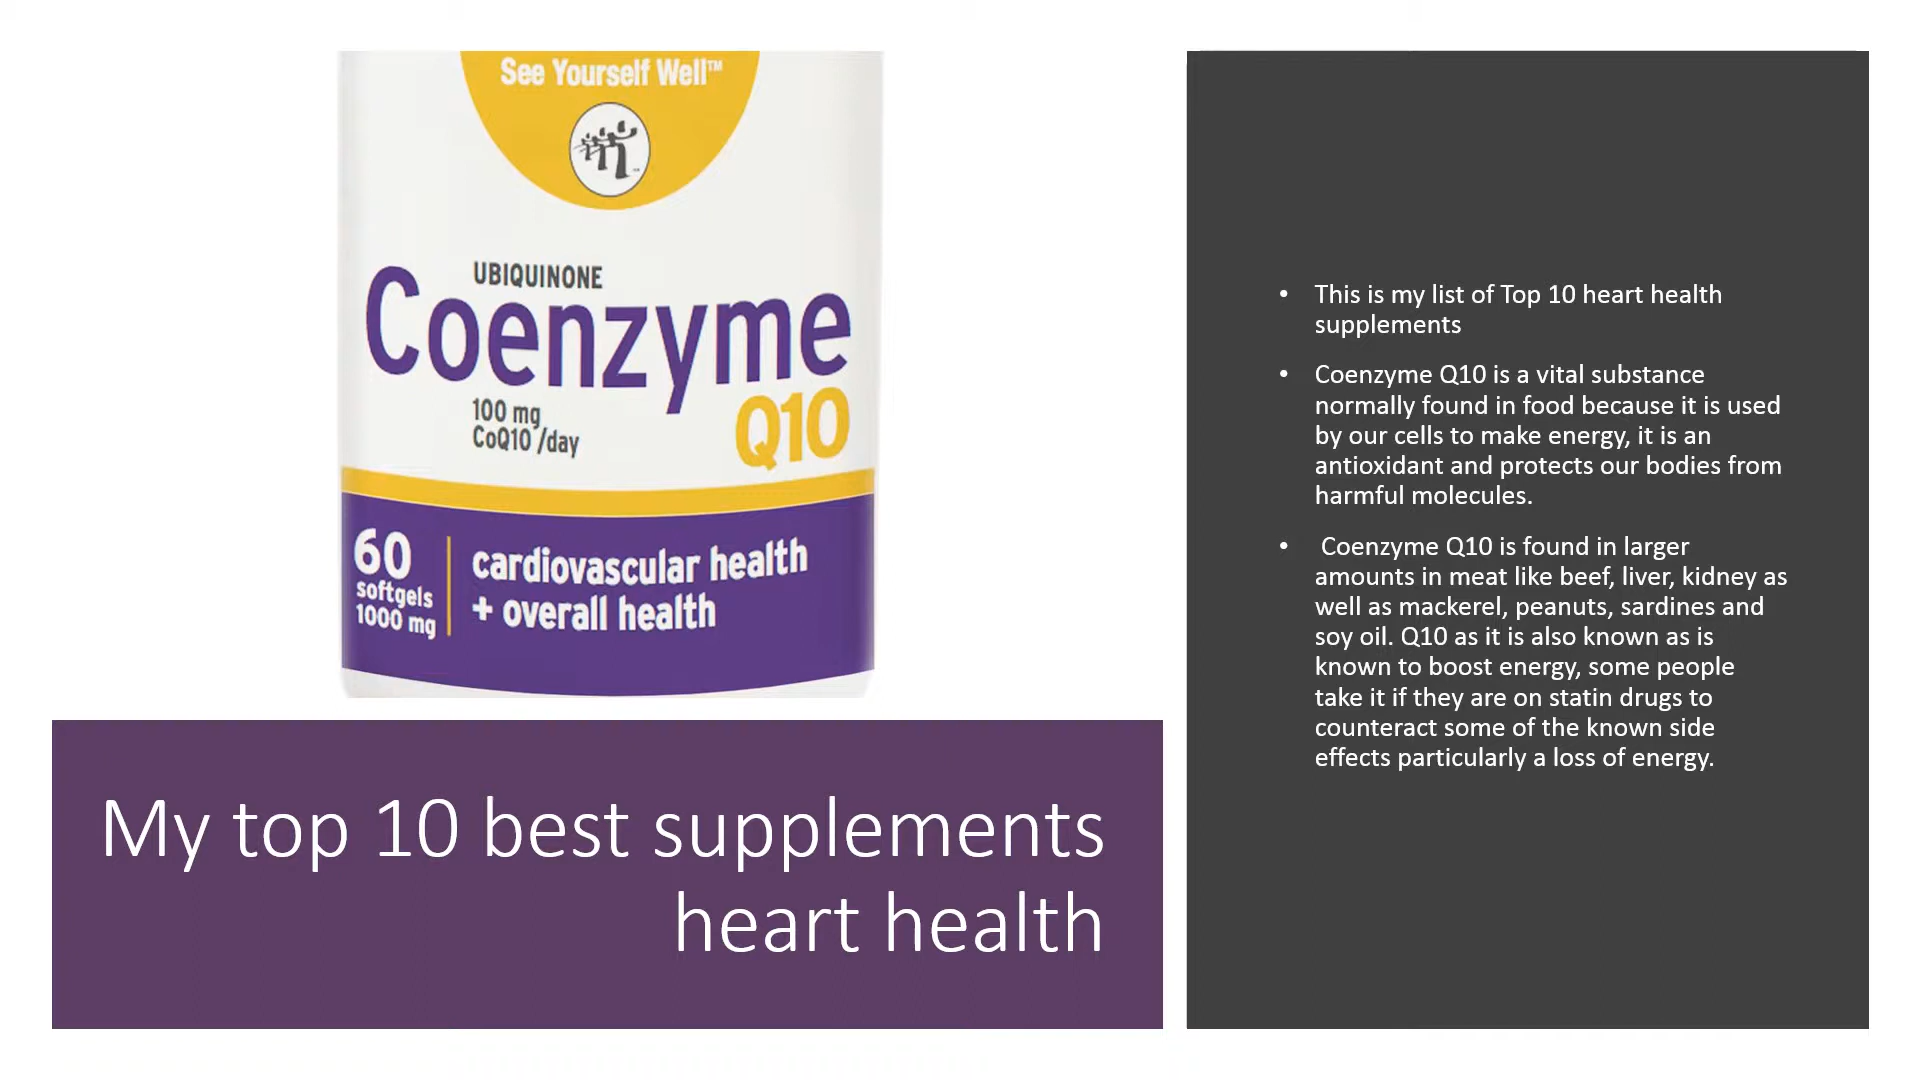 See Yourself Well™
UBIQUINONE
Coenzyme
Q10
100 mg
CoQ10 /day
60
softgels
1000 mg
cardiovascular health
+ overall health
My top 10 best supplements
heart health
• This is my list of Top 10 heart health
supplements
• Coenzyme Q10 is a vital substance
normally found in food because it is used
by our cells to make energy, it is an
antioxidant and protects our bodies from
harmful molecules.
• Coenzyme Q10 is found in larger
amounts in meat like beef, liver, kidney as
well as mackerel, peanuts, sardines and
soy oil. Q10 as it is also known as is
known to boost energy, some people
take it if they are on statin drugs to
counteract some of the known side
effects particularly a loss of energy.